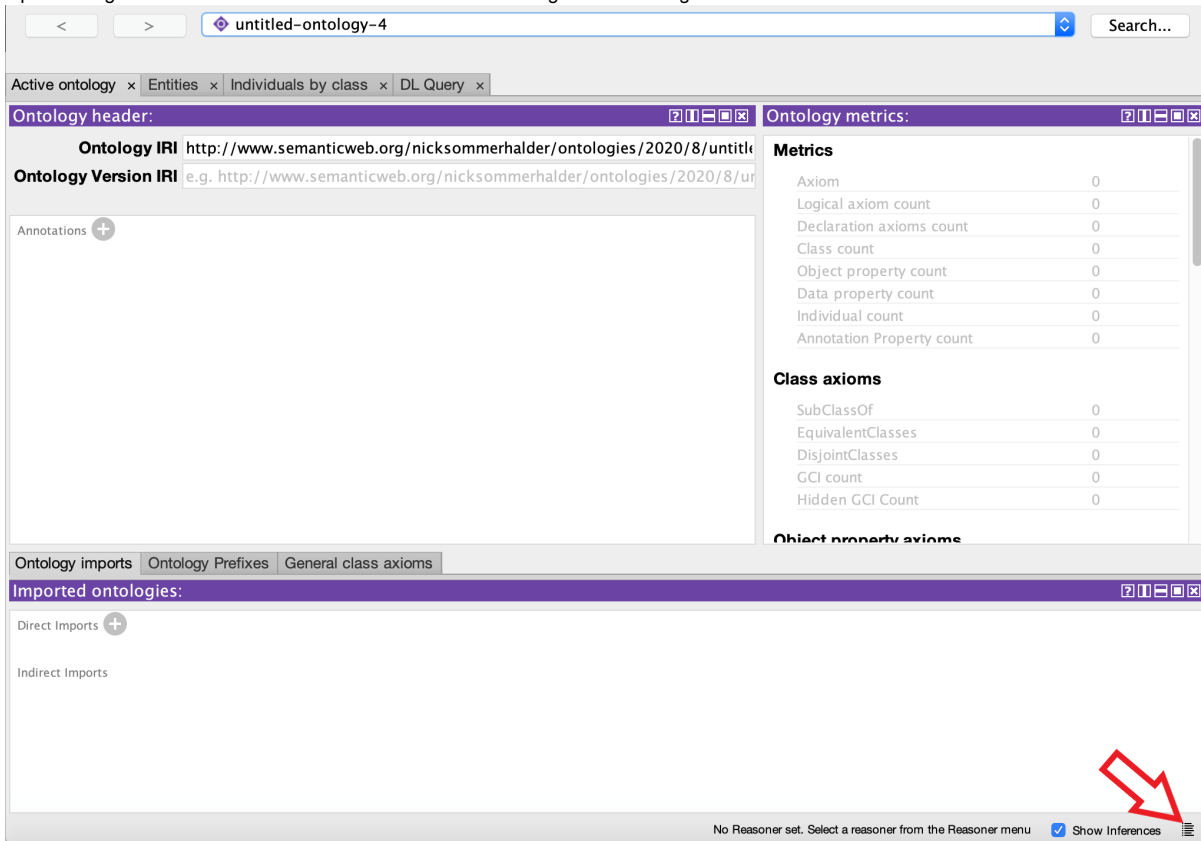 < > untitled-ontology-4 Search...
Active ontology × Entities × Individuals by class × DL Query ×
Ontology header:
Ontology IRI http://www.semanticweb.org/nicksommerhalder/ontologies/2020/8/untitle
Ontology Version IRI e.g. http://www.semanticweb.org/nicksommerhalder/ontologies/2020/8/ur
Annotations
Ontology metrics:
Metrics
Axiom 0
Logical axiom count 0
Declaration axioms count 0
Class count 0
Object property count 0
Data property count 0
Individual count 0
Annotation Property count 0
Class axioms
SubClassOf 0
EquivalentClasses 0
DisjointClasses 0
GCI count 0
Hidden GCI Count 0
Object property axioms
Ontology imports Ontology Prefixes General class axioms
Imported ontologies:
Direct Imports
Indirect Imports
No Reasoner set. Select a reasoner from the Reasoner menu Show Inferences